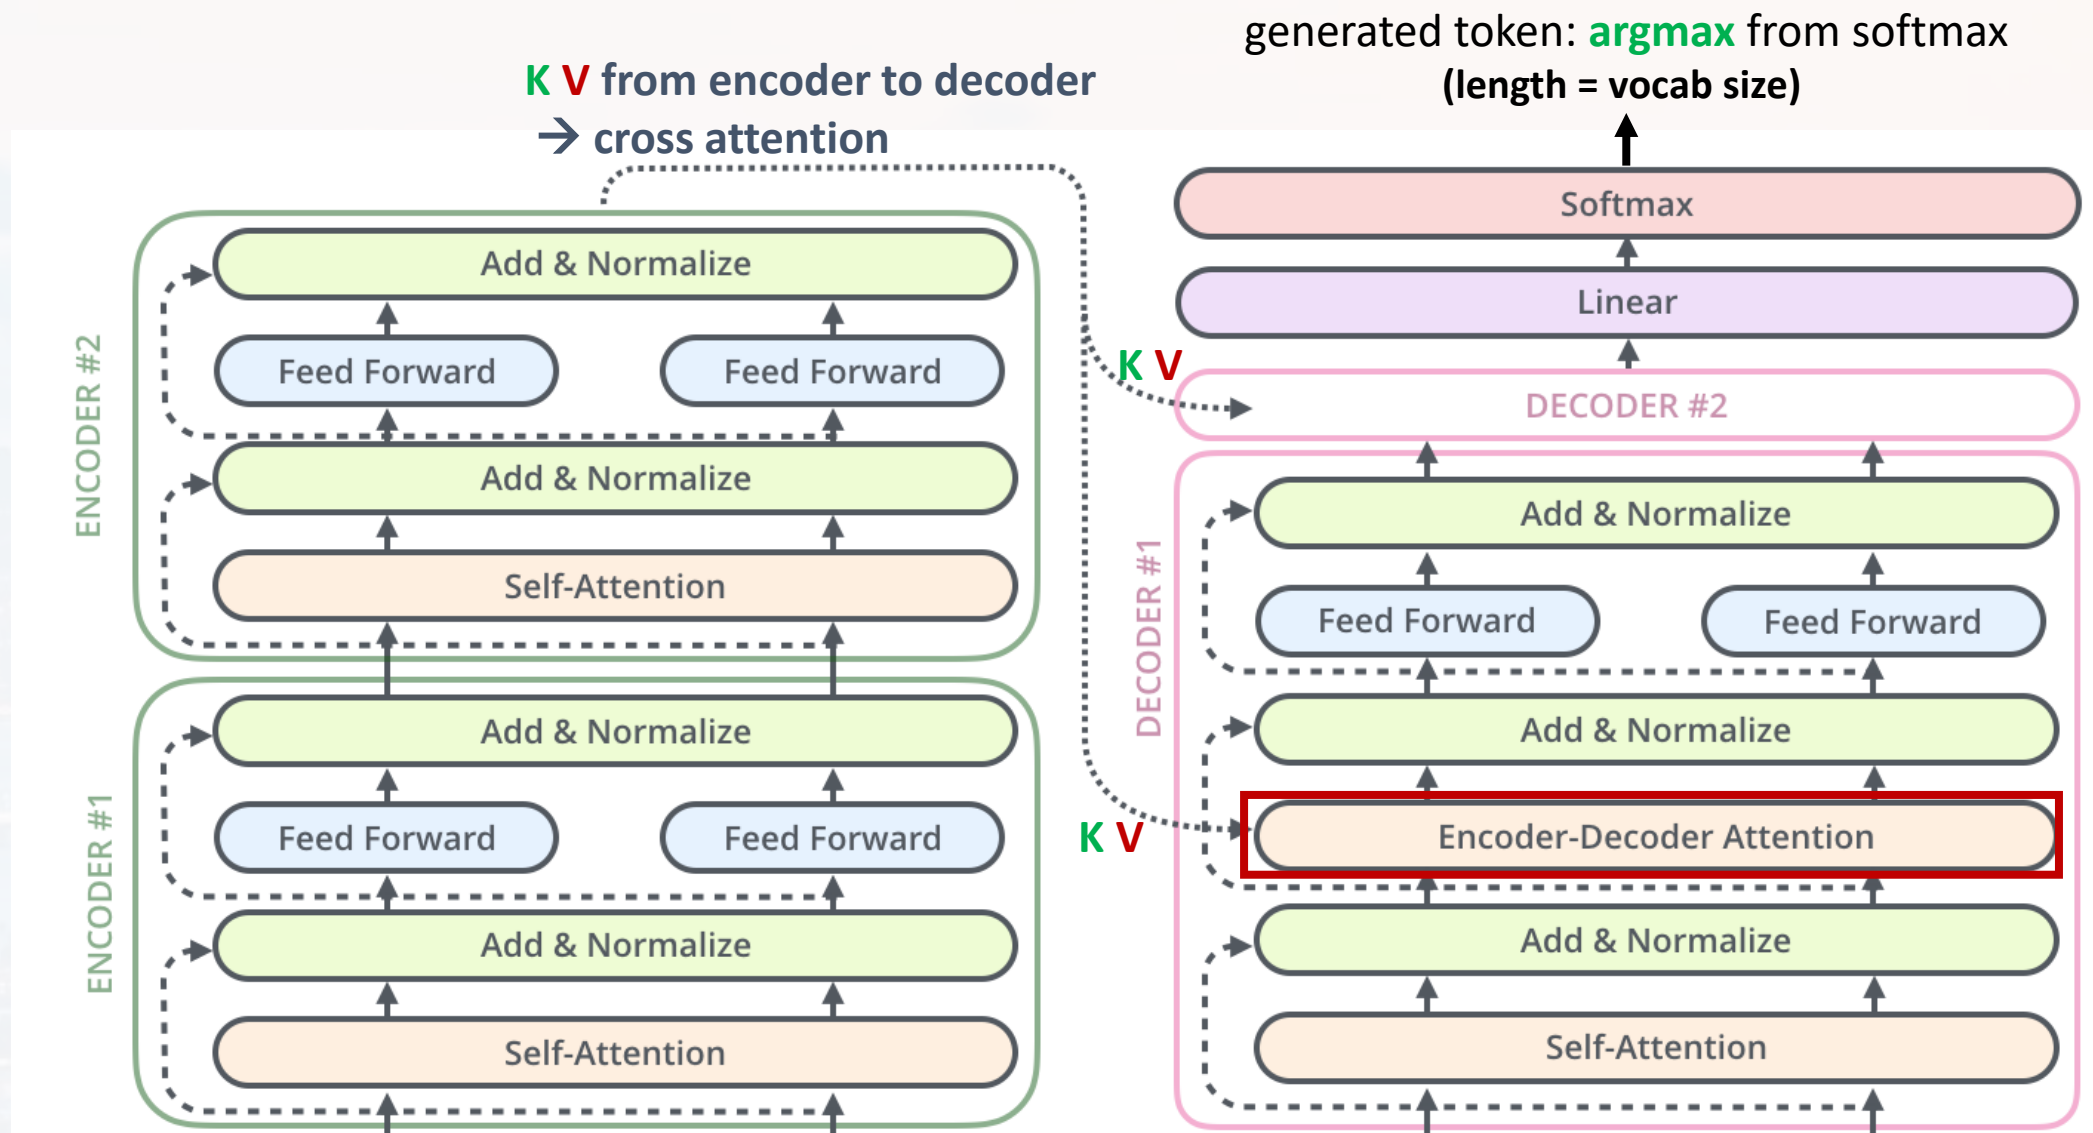 generated token: argmax from softmax
(length = vocab size)
K V from encoder to decoder
→ cross attention
ENCODER #2
Add & Normalize
Feed Forward
Feed Forward
Add & Normalize
Self-Attention
ENCODER #1
Add & Normalize
Feed Forward
Feed Forward
Add & Normalize
Self-Attention
Softmax
Linear
K V
DECODER #2
DECODER #1
Add & Normalize
Feed Forward
Feed Forward
Add & Normalize
K V
Encoder-Decoder Attention
Add & Normalize
Self-Attention